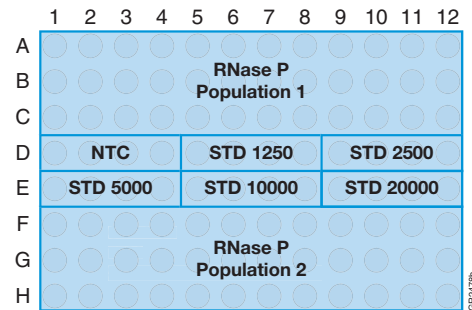 1 2 3 4 5 6 7 8 9 10 11 12
A
RNase P
B
Population 1
C
D NTC STD 1250 STD 2500
E STD 5000 STD 10000 STD 20000
F
RNase P
G
Population 2
H